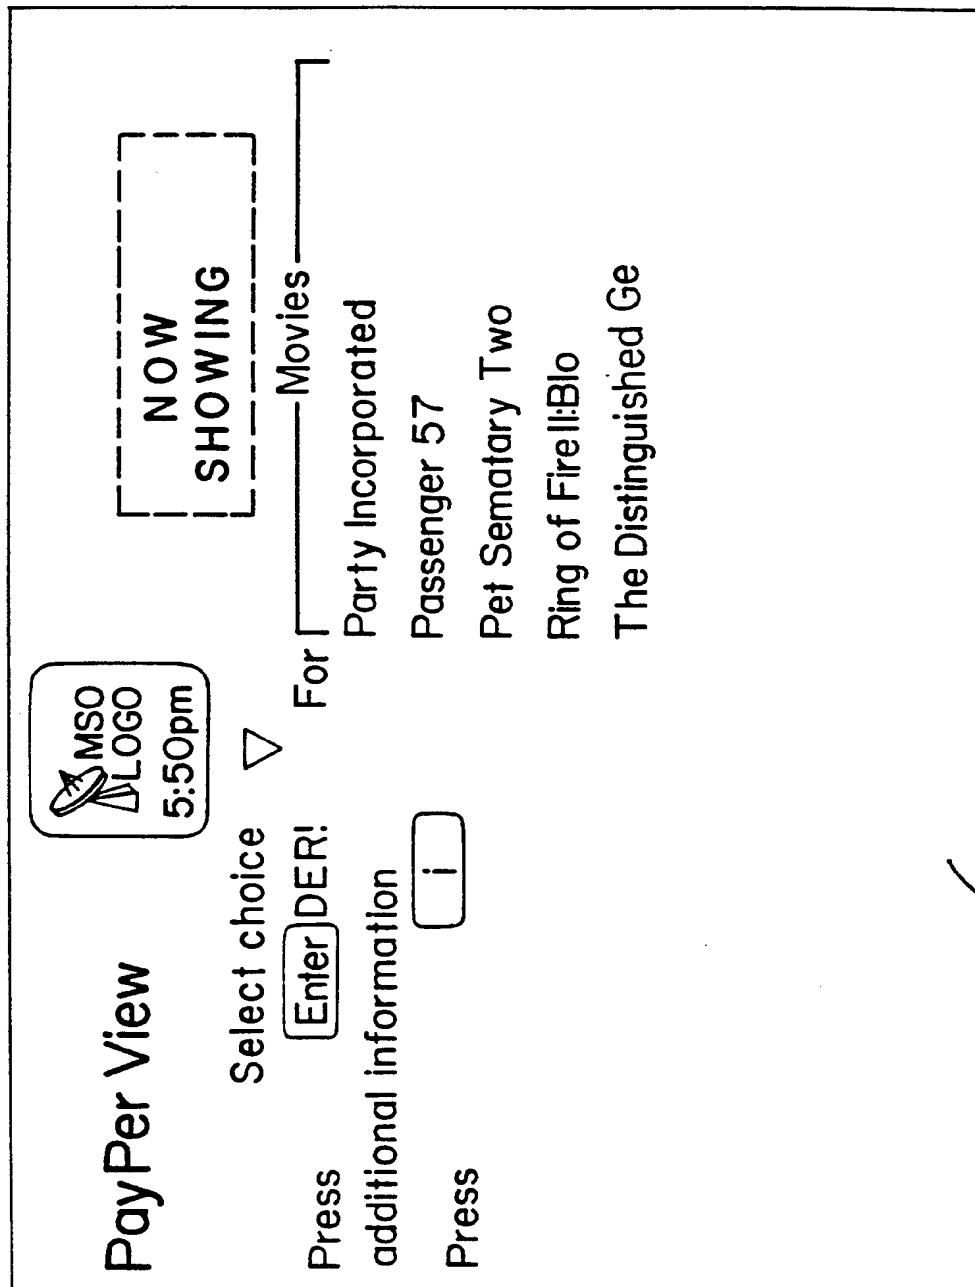 PayPer View
MSO
LOGO
5:50pm
NOW
SHOWING
Select choice
Press Enter DER! For
additional information
Press i
Movies
Party Incorporated
Passenger 57
Pet Sematary Two
Ring of Fire II:Blo
The Distinguished Ge